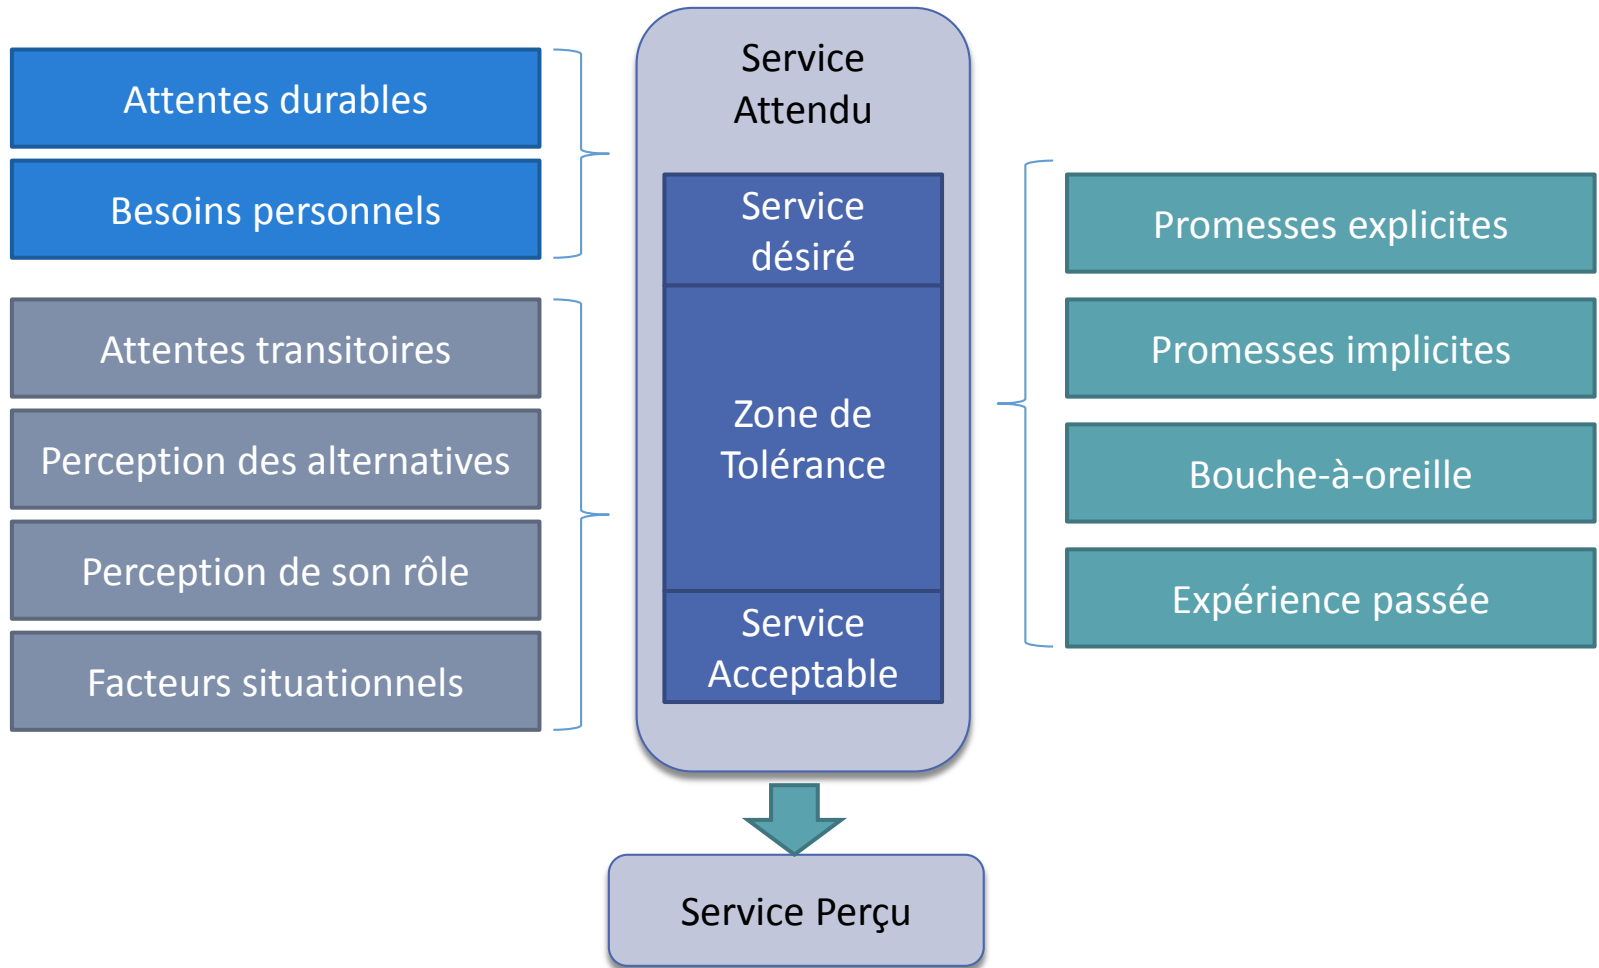 Attentes durables
Besoins personnels
Attentes transitoires
Perception des alternatives
Perception de son rôle
Facteurs situationnels
Service
Attendu
Service
désiré
Zone de
Tolérance
Service
Acceptable
Promesses explicites
Promesses implicites
Bouche-à-oreille
Expérience passée
Service Perçu